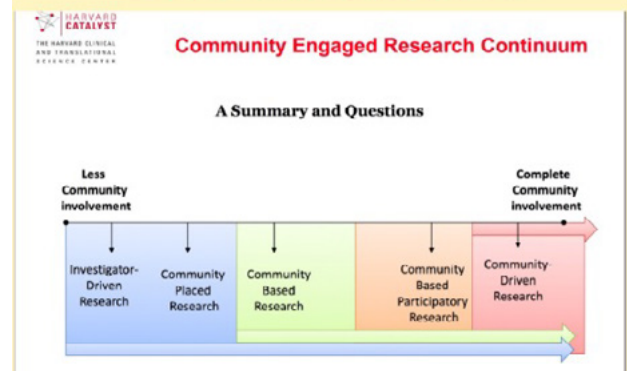 HARVARD
CATALYST
THE HARVARD CLINICAL
AND TRANSLATIONAL
SCIENCE CENTER
Community Engaged Research Continuum
A Summary and Questions
Less
Community
involvement
Complete
Community
involvement
Investigator-
Driven
Research
Community
Placed
Research
Community
Based
Research
Community
Based
Participatory
Research
Community-
Driven
Research